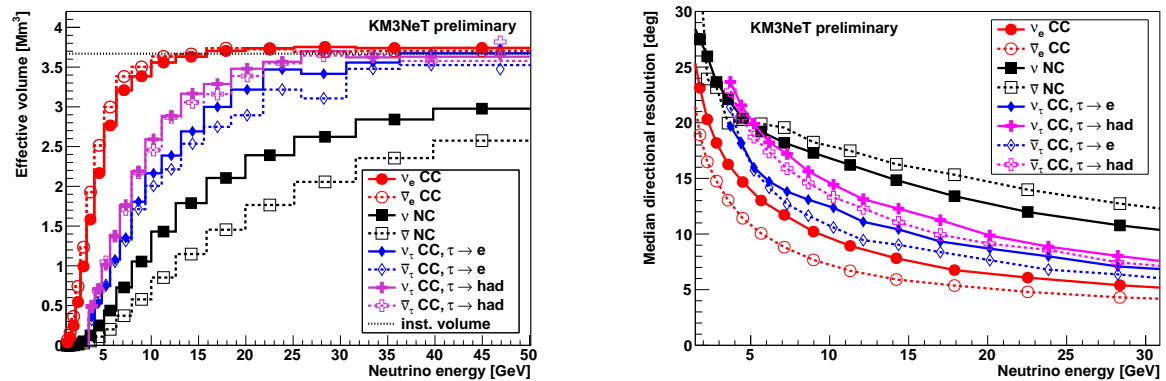 KM3NeT preliminary
Effective volume [Mm³]
4
3.5
3
2.5
2
1.5
1
0.5
0
5 10 15 20 25 30 35 40 45 50
Neutrino energy [GeV]
νₑ CC
ν̅ₑ CC
ν NC
ν̅ NC
ντ CC, τ → e
ν̅τ CC, τ → e
ντ CC, τ → had
ν̅τ CC, τ → had
inst. volume
KM3NeT preliminary
Median directional resolution [deg]
30
25
20
15
10
5
0
5 10 15 20 25 30
Neutrino energy [GeV]
νₑ CC
ν̅ₑ CC
ν NC
ν̅ NC
ντ CC, τ → e
ντ CC, τ → had
ν̅τ CC, τ → e
ν̅τ CC, τ → had